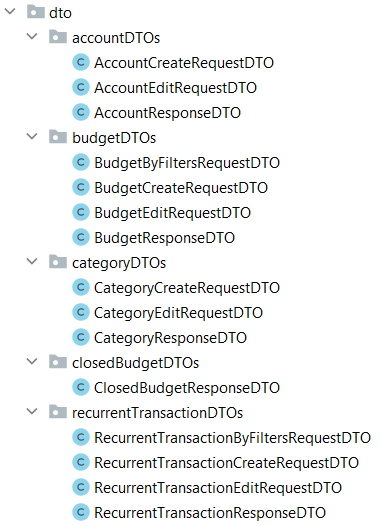 dto
accountDTOs
C AccountCreateRequestDTO
C AccountEditRequestDTO
C AccountResponseDTO
budgetDTOs
C BudgetByFiltersRequestDTO
C BudgetCreateRequestDTO
C BudgetEditRequestDTO
C BudgetResponseDTO
categoryDTOs
C CategoryCreateRequestDTO
C CategoryEditRequestDTO
C CategoryResponseDTO
closedBudgetDTOs
C ClosedBudgetResponseDTO
recurrentTransactionDTOs
C RecurrentTransactionByFiltersRequestDTO
C RecurrentTransactionCreateRequestDTO
C RecurrentTransactionEditRequestDTO
C RecurrentTransactionResponseDTO